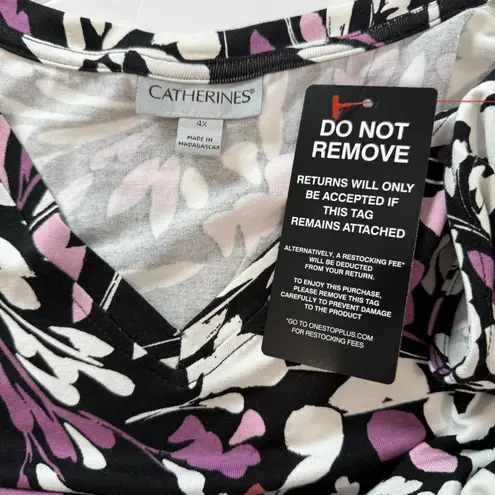 CATHERINES®
4X
MADE IN
MADAGASCAR
DO NOT
REMOVE
RETURNS WILL ONLY
BE ACCEPTED IF
THIS TAG
REMAINS ATTACHED
ALTERNATIVELY, A RESTOCKING FEE*
WILL BE DEDUCTED
FROM YOUR RETURN.
TO ENJOY THIS PURCHASE,
PLEASE REMOVE THIS TAG
CAREFULLY TO PREVENT DAMAGE
TO THE PRODUCT
*GO TO ONESTOPPLUS.COM
FOR RESTOCKING FEES